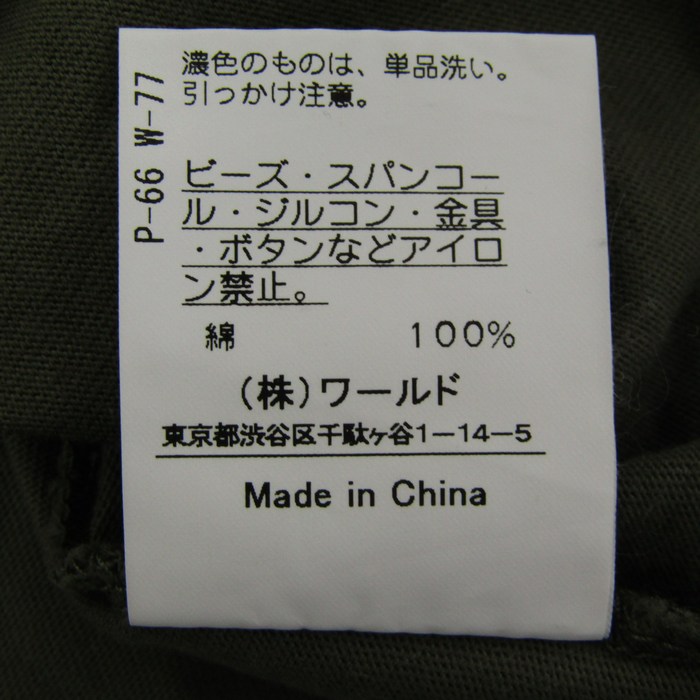 濃色のものは、単品洗い。
引っかけ注意。
P-66 W-77
ビーズ・スパンコー
ル・ジルコン・金具
・ボタンなどアイロ
ン禁止。
綿 100%
(株)ワールド
東京都渋谷区千駄ヶ谷1-14-5
Made in China